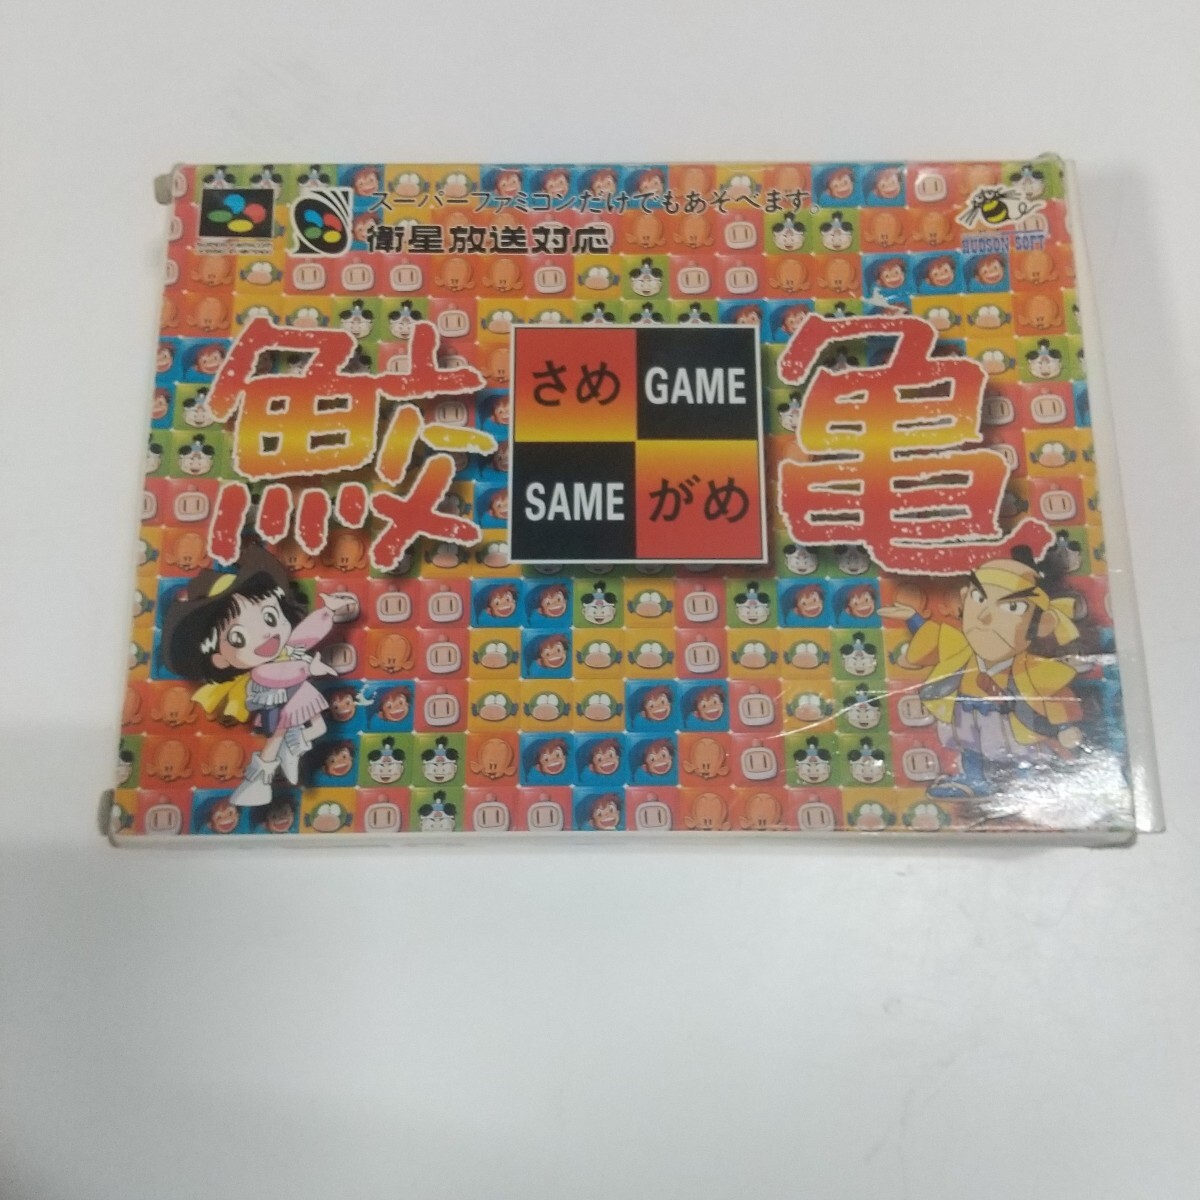 スーパーファミコンだけでもあそべます。
衛星放送対応
HUDSON SOFT
鮫
さめ
GAME
SAME
がめ
亀